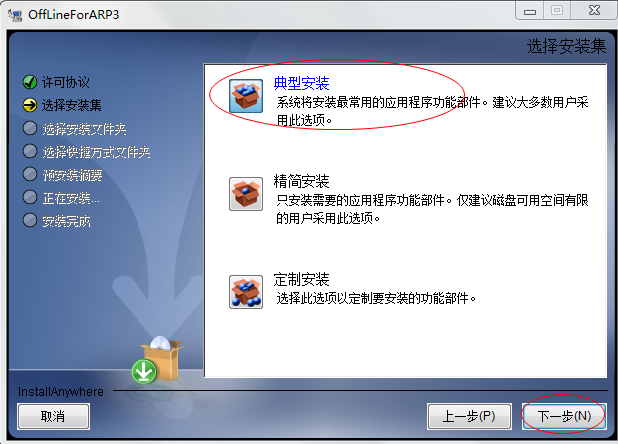 OffLineForARP3
选择安装集
许可协议
选择安装集
选择安装文件夹
选择快捷方式文件夹
预安装摘要
正在安装...
安装完成
典型安装
系统将安装最常用的应用程序功能部件。建议大多数用户采
用此选项。
精简安装
只安装需要的应用程序功能部件。仅建议磁盘可用空间有限
的用户采用此选项。
定制安装
选择此选项以定制要安装的功能部件。
InstallAnywhere
取消
上一步(P)
下一步(N)